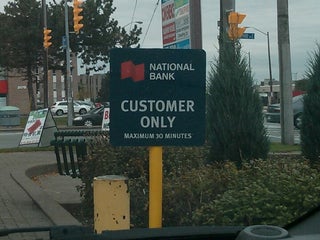 NATIONAL
BANK
CUSTOMER
ONLY
MAXIMUM 30 MINUTES